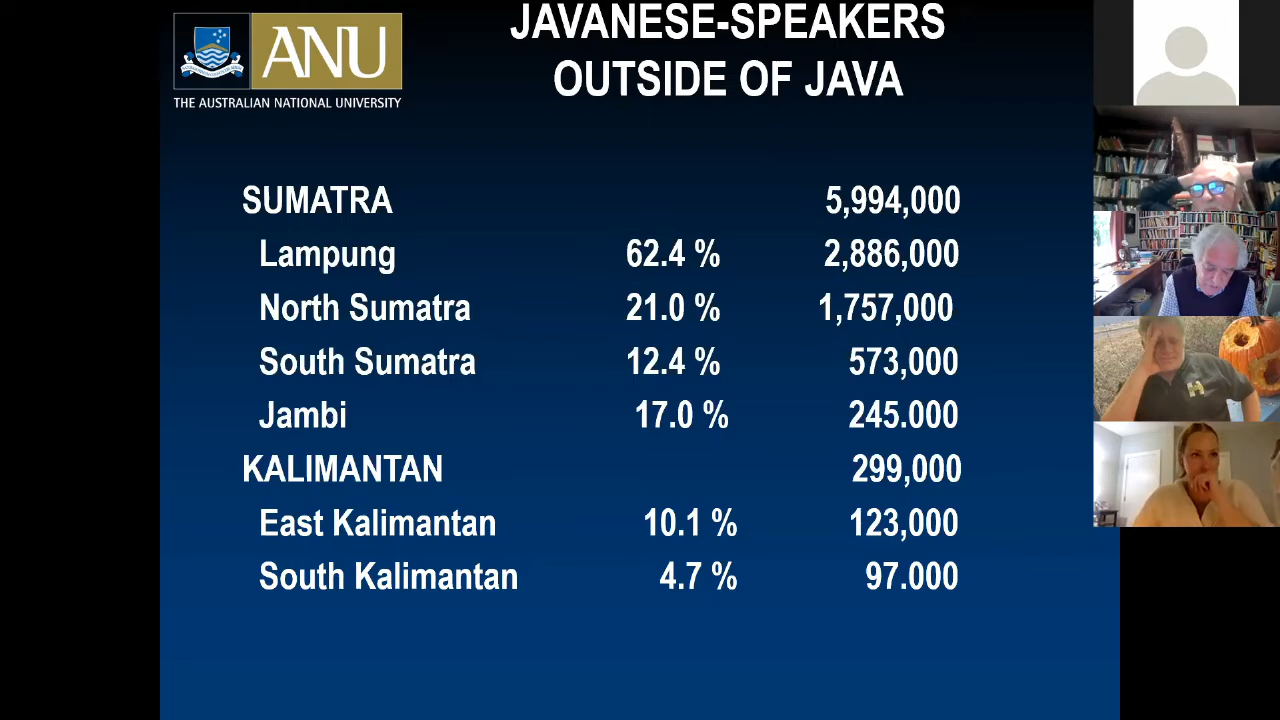 ANU
THE AUSTRALIAN NATIONAL UNIVERSITY
JAVANESE-SPEAKERS
OUTSIDE OF JAVA
SUMATRA 5,994,000
Lampung 62.4 % 2,886,000
North Sumatra 21.0 % 1,757,000
South Sumatra 12.4 % 573,000
Jambi 17.0 % 245.000
KALIMANTAN 299,000
East Kalimantan 10.1 % 123,000
South Kalimantan 4.7 % 97.000